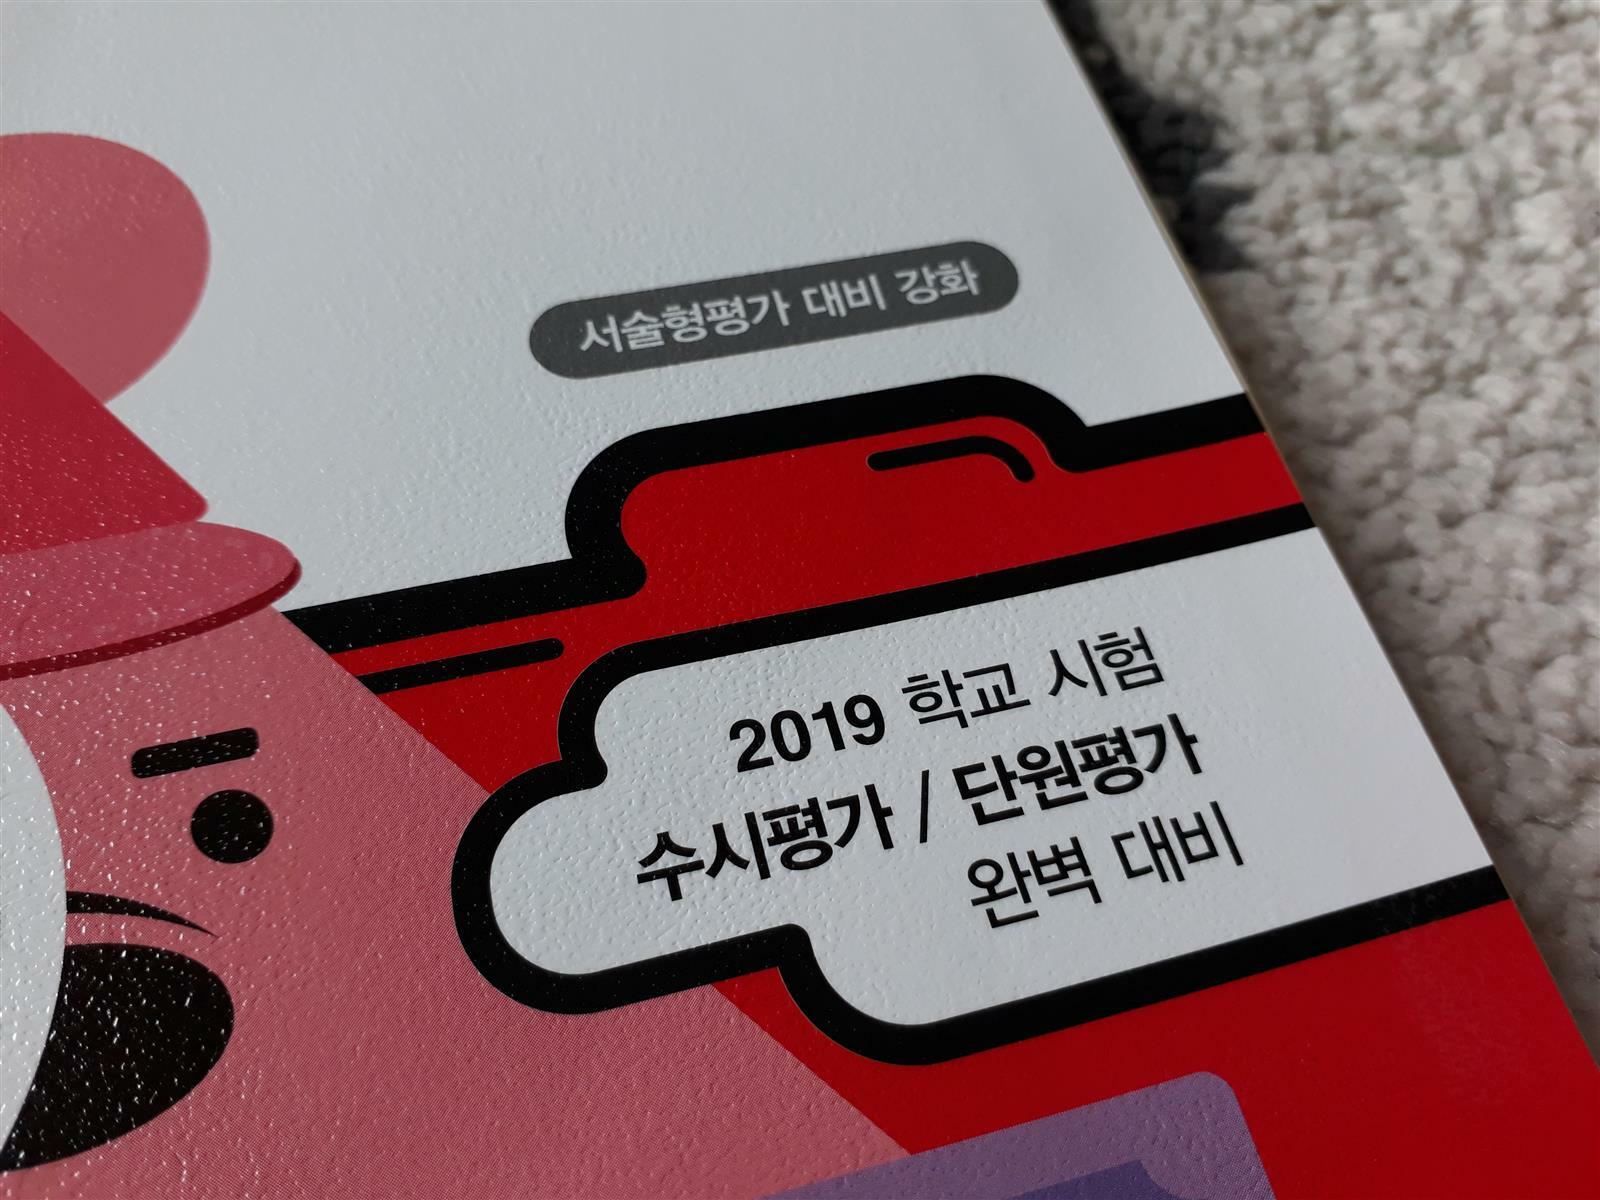 서술형평가 대비 강화
2019 학교 시험
수시평가 / 단원평가
완벽 대비